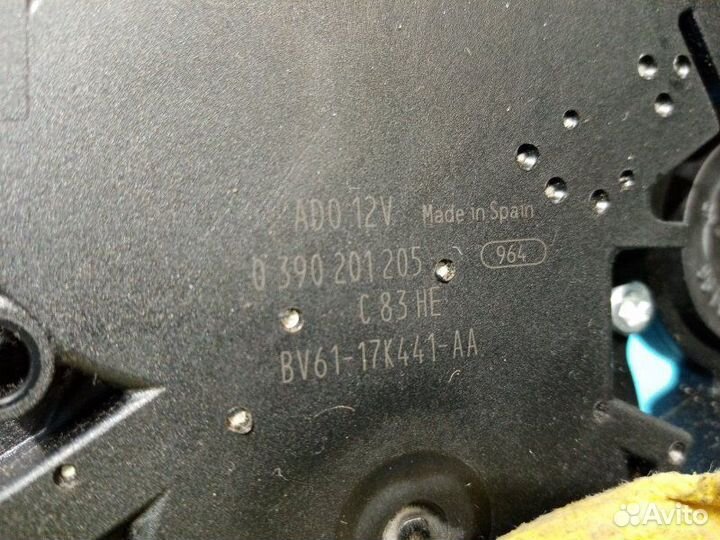 ADO 12V Made in Spain
0 390 201 205 964
C 83 HE
BV61-17K441-AA
Avito